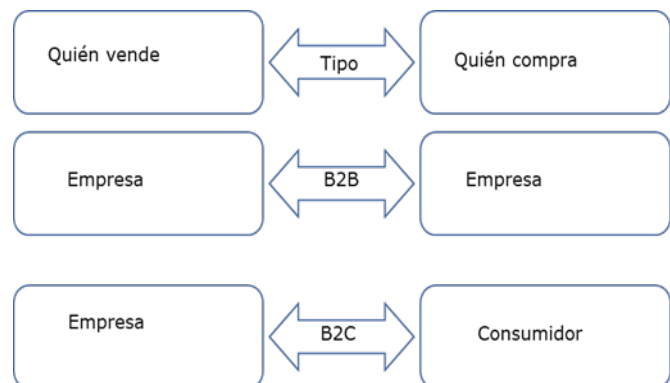 Quién vende
Tipo
Quién compra
Empresa
B2B
Empresa
Empresa
B2C
Consumidor